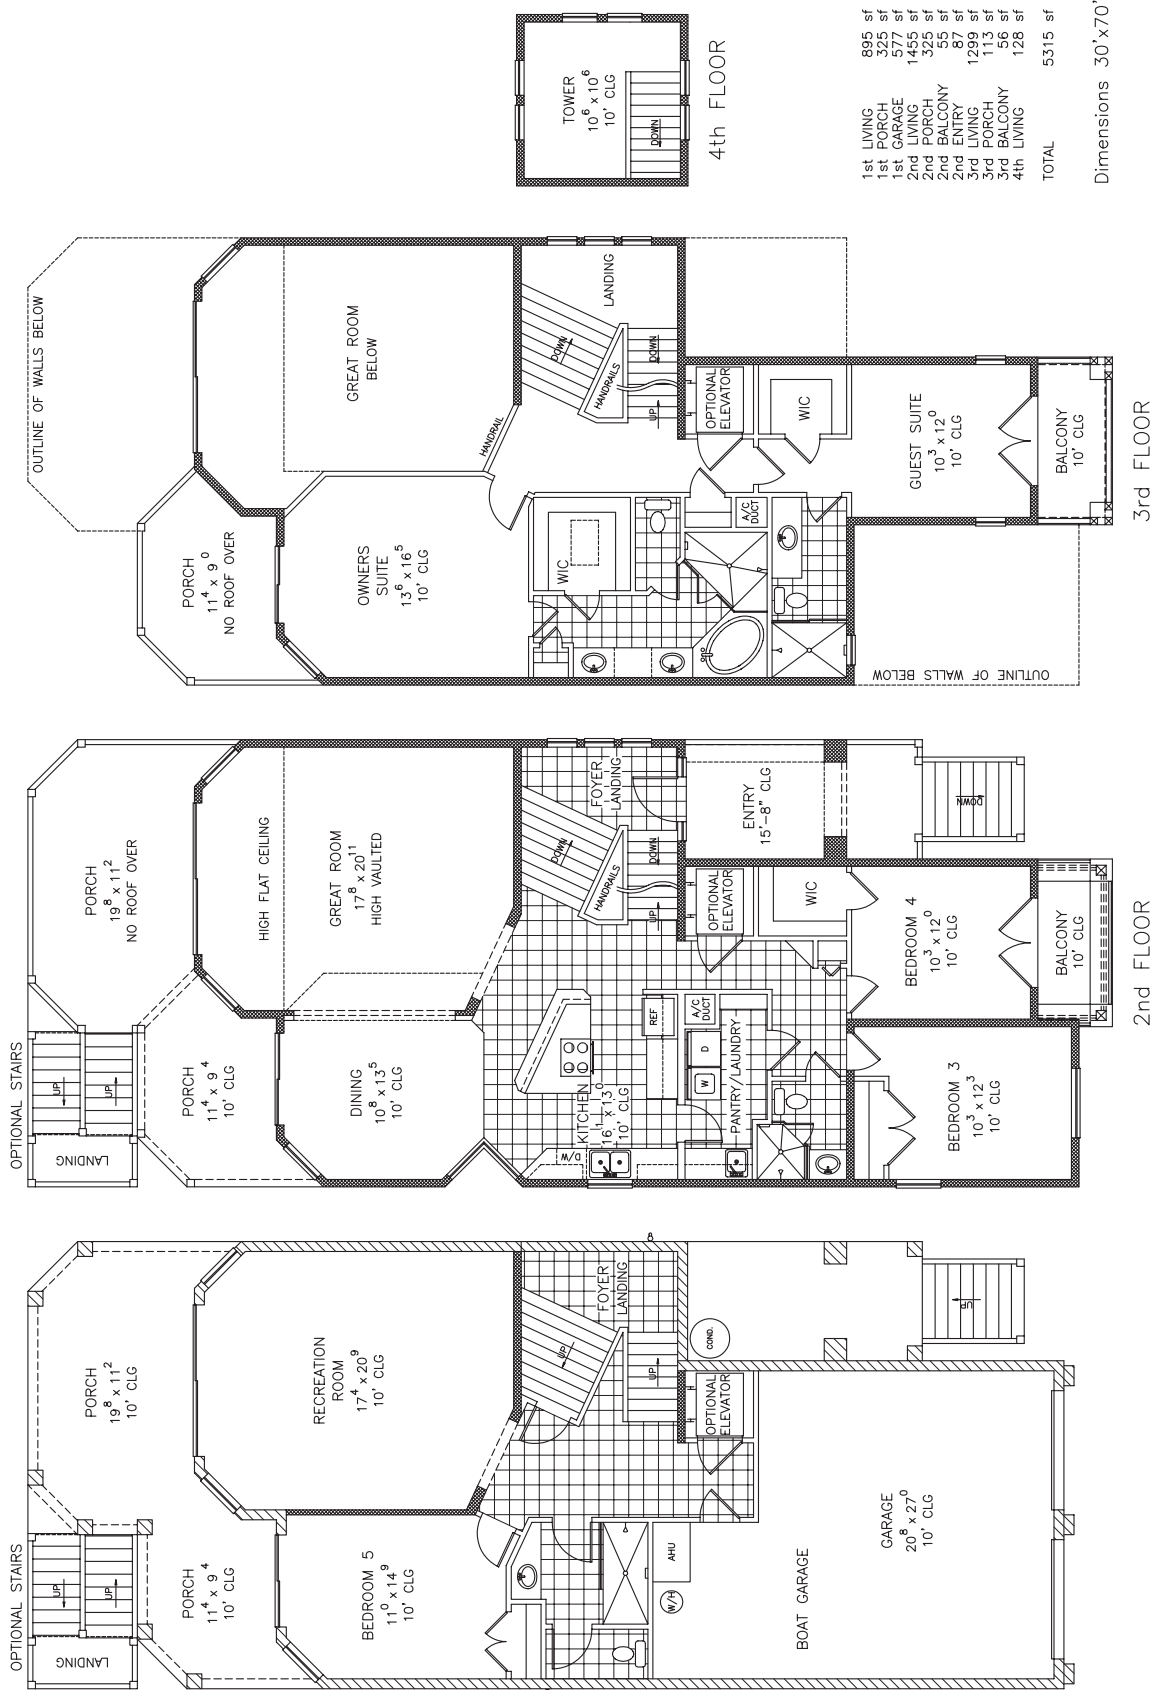 OPTIONAL STAIRS
LANDING
UP
UP
PORCH
11⁴ x 9⁴
10' CLG
PORCH
19⁸ x 11²
10' CLG
BEDROOM 5
11⁰ x 14⁹
10' CLG
RECREATION
ROOM
17⁴ x 20⁹
10' CLG
UP
UP
FOYER
LANDING
OPTIONAL
ELEVATOR
COND.
W/H
AHU
BOAT GARAGE
GARAGE
20⁸ x 27⁰
10' CLG
UP
OPTIONAL STAIRS
LANDING
UP
UP
PORCH
11⁴ x 9⁴
10' CLG
PORCH
19⁸ x 11²
NO ROOF OVER
DINING
10⁸ x 13⁵
10' CLG
HIGH FLAT CEILING
GREAT ROOM
17⁸ x 20¹¹
HIGH VAULTED
DOWN
HANDRAILS
UP
DOWN
FOYER
LANDING
KITCHEN
16¹ x 13⁰
10' CLG
D/W
REF
A/C
DUCT
W
D
PANTRY/LAUNDRY
OPTIONAL
ELEVATOR
ENTRY
15'-8" CLG
WIC
BEDROOM 4
10³ x 12⁰
10' CLG
BEDROOM 3
10³ x 12³
10' CLG
BALCONY
10' CLG
DOWN
2nd FLOOR
OUTLINE OF WALLS BELOW
PORCH
11⁴ x 9⁰
NO ROOF OVER
OWNERS
SUITE
13⁶ x 16⁵
10' CLG
GREAT ROOM
BELOW
HANDRAIL
DOWN
HANDRAILS
UP
DOWN
LANDING
WIC
A/C
DUCT
OPTIONAL
ELEVATOR
WIC
GUEST SUITE
10³ x 12⁰
10' CLG
BALCONY
10' CLG
OUTLINE OF WALLS BELOW
3rd FLOOR
TOWER
10⁶ x 10⁶
10' CLG
DOWN
4th FLOOR
1st LIVING 895 sf
1st PORCH 325 sf
1st GARAGE 577 sf
2nd LIVING 1455 sf
2nd PORCH 325 sf
2nd BALCONY 55 sf
2nd ENTRY 87 sf
3rd LIVING 1299 sf
3rd PORCH 113 sf
3rd BALCONY 56 sf
4th LIVING 128 sf
TOTAL 5315 sf
Dimensions 30'x70'